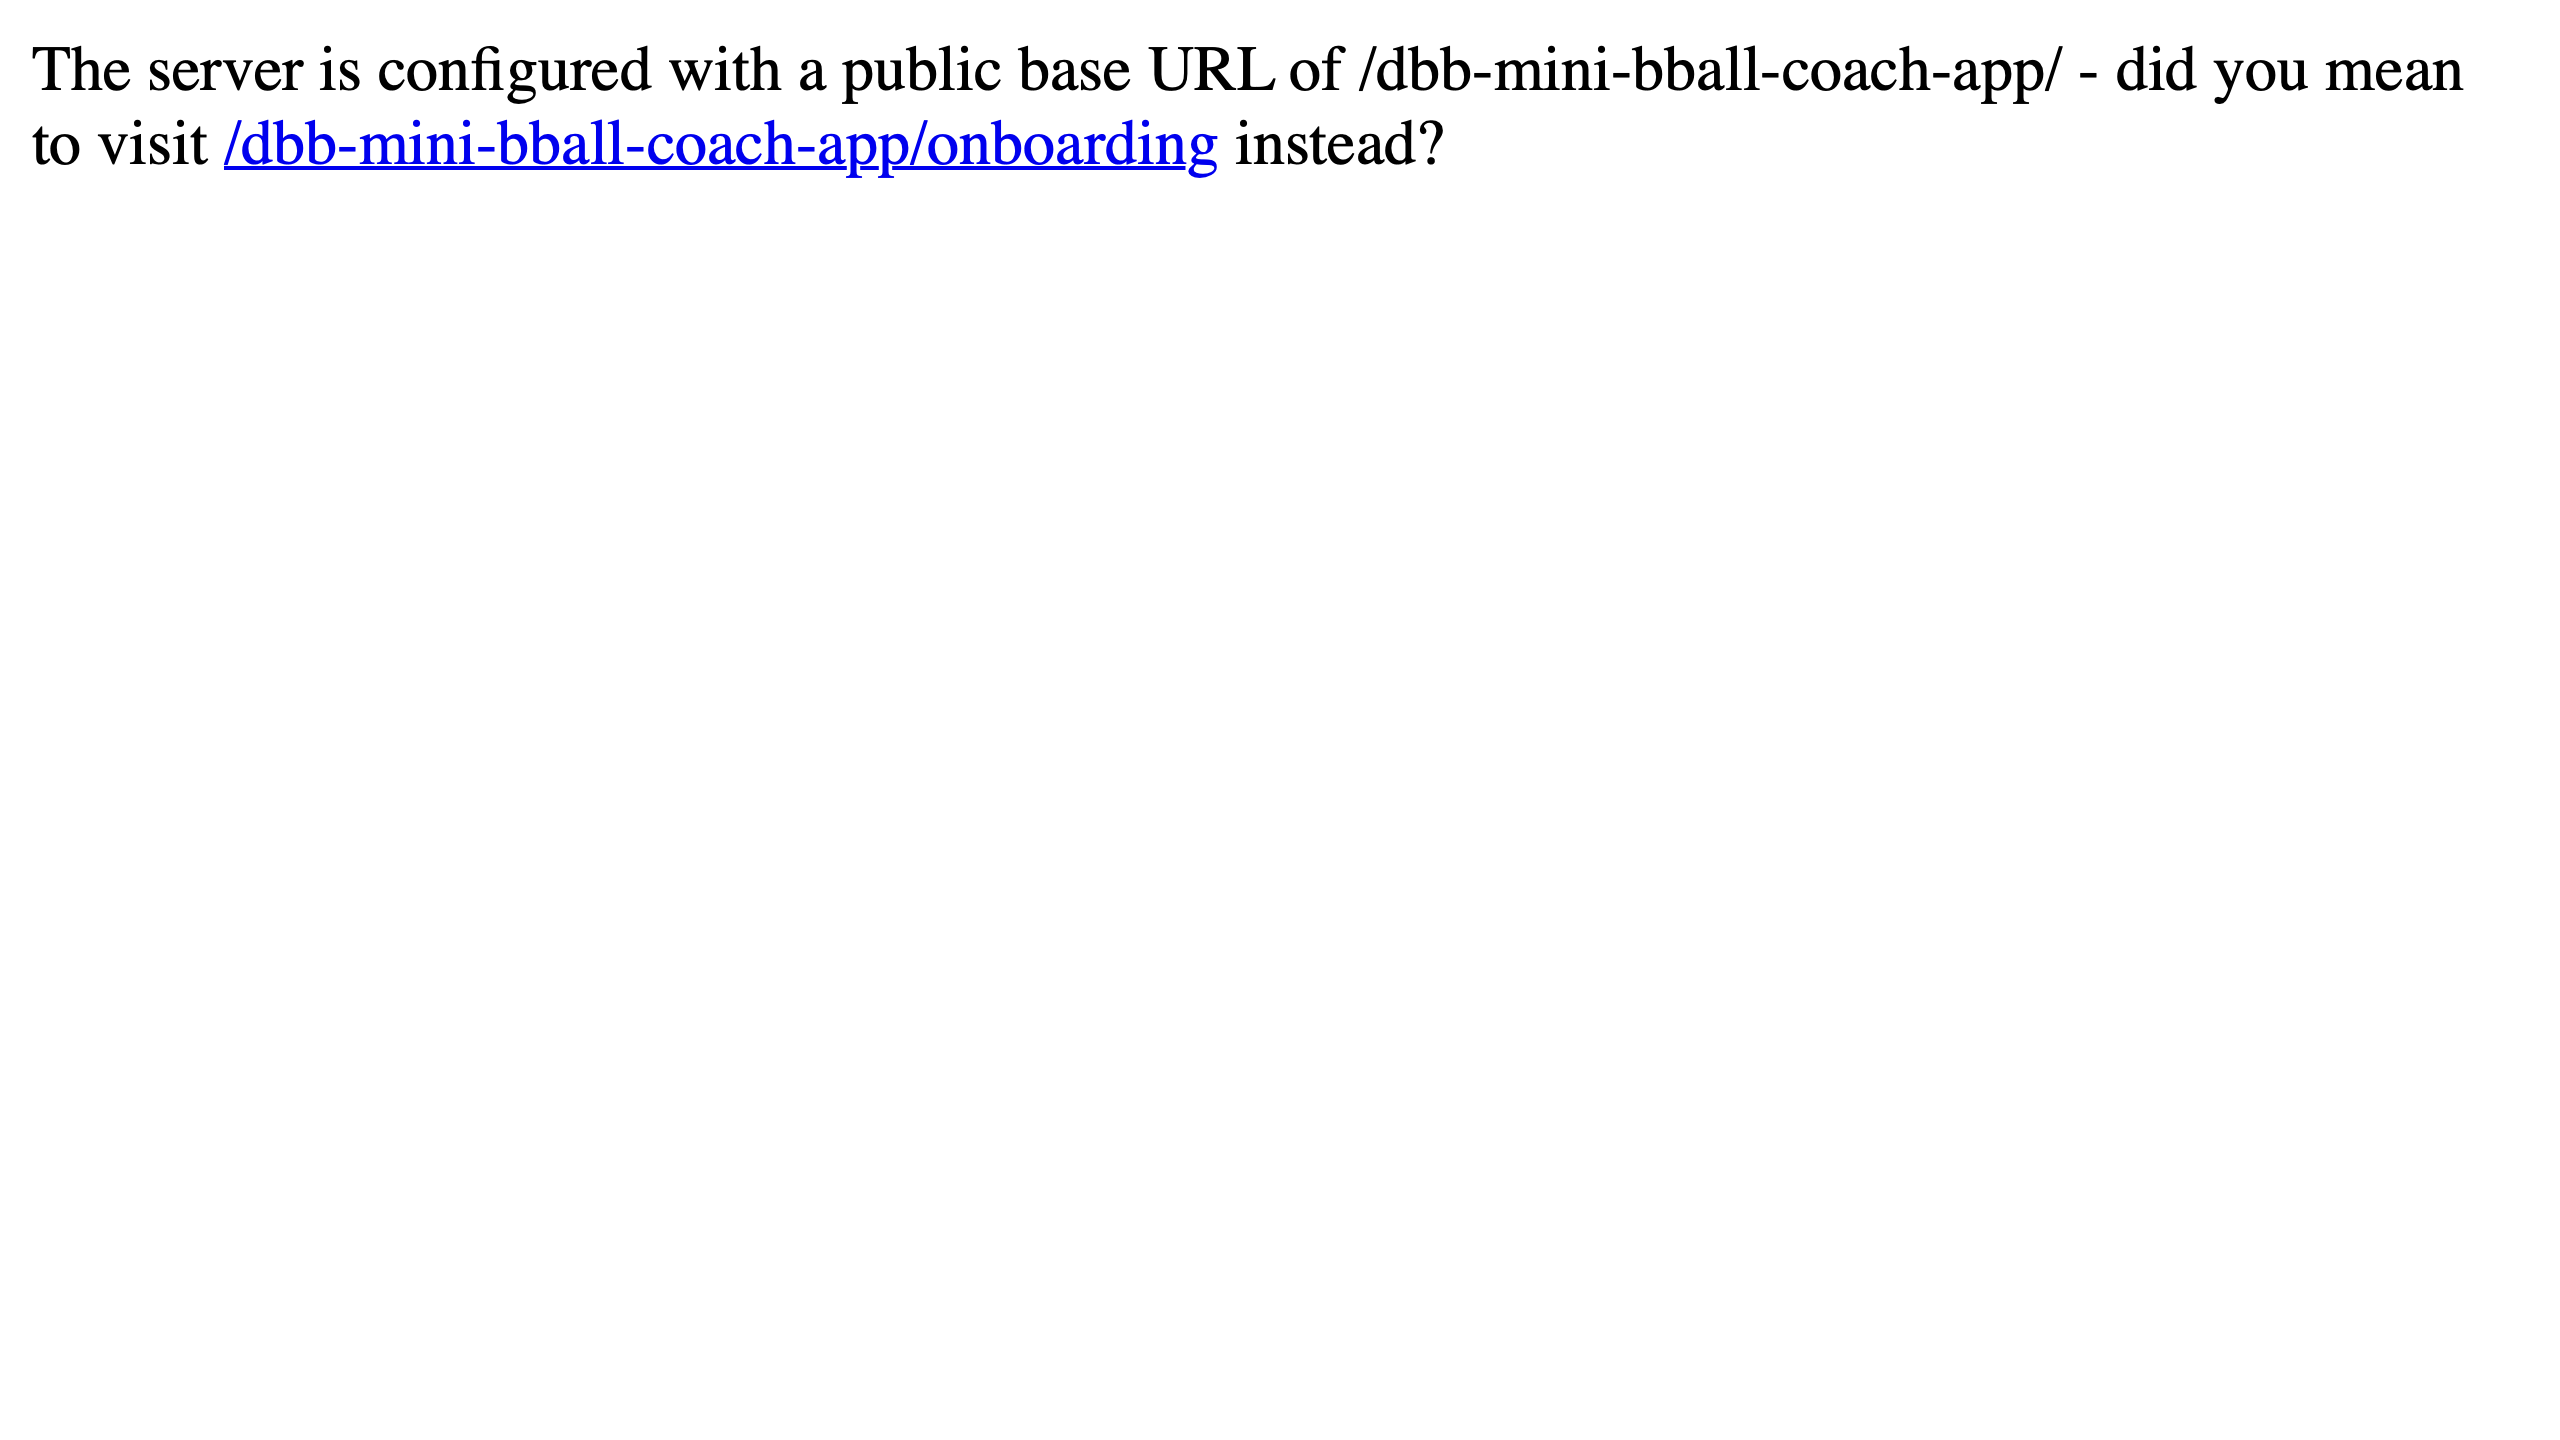 The server is configured with a public base URL of /dbb-mini-bball-coach-app/ - did you mean
to visit /dbb-mini-bball-coach-app/onboarding instead?